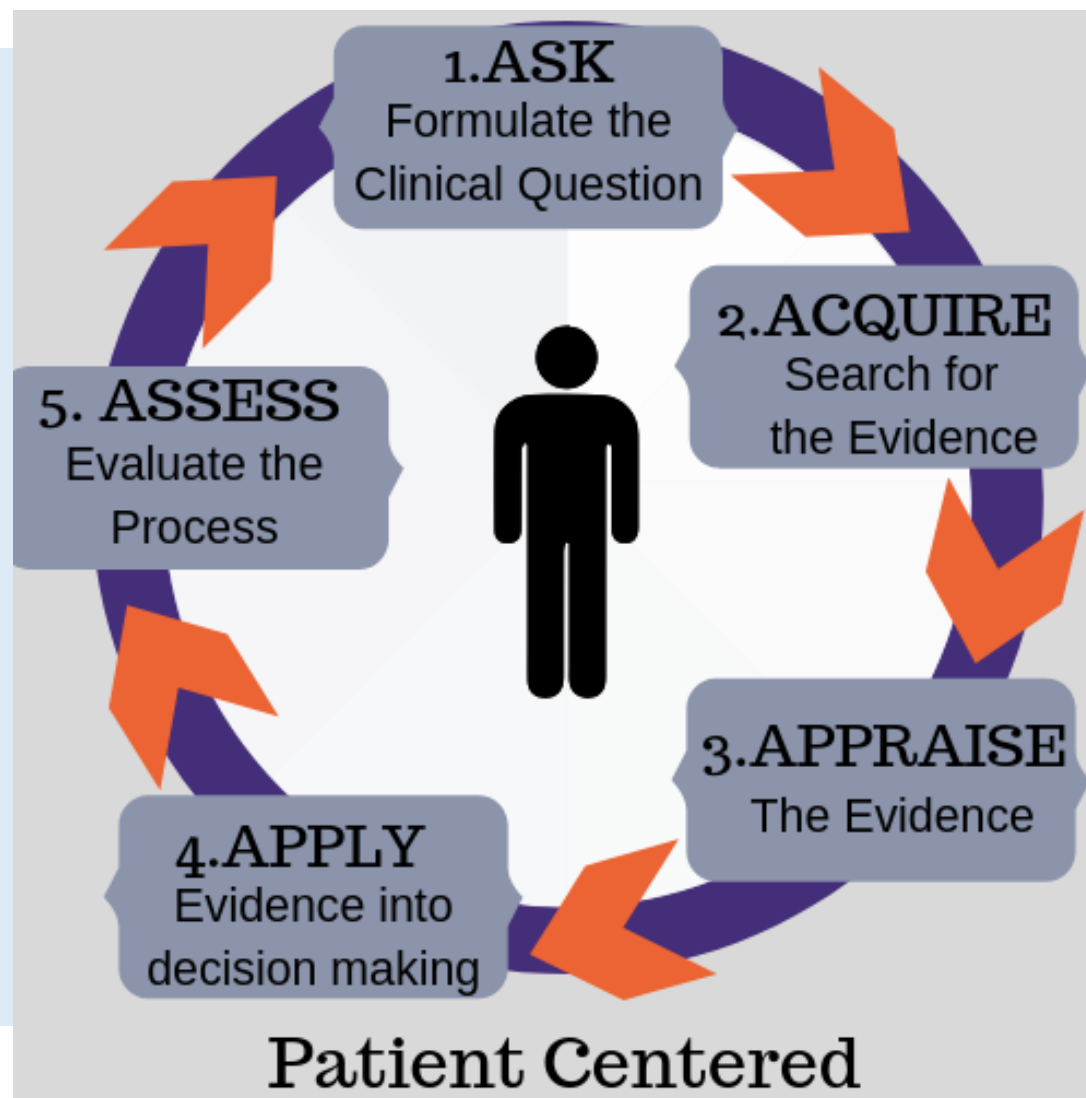 1.ASK
Formulate the
Clinical Question
2.ACQUIRE
Search for
the Evidence
3.APPRAISE
The Evidence
4.APPLY
Evidence into
decision making
5. ASSESS
Evaluate the
Process
Patient Centered